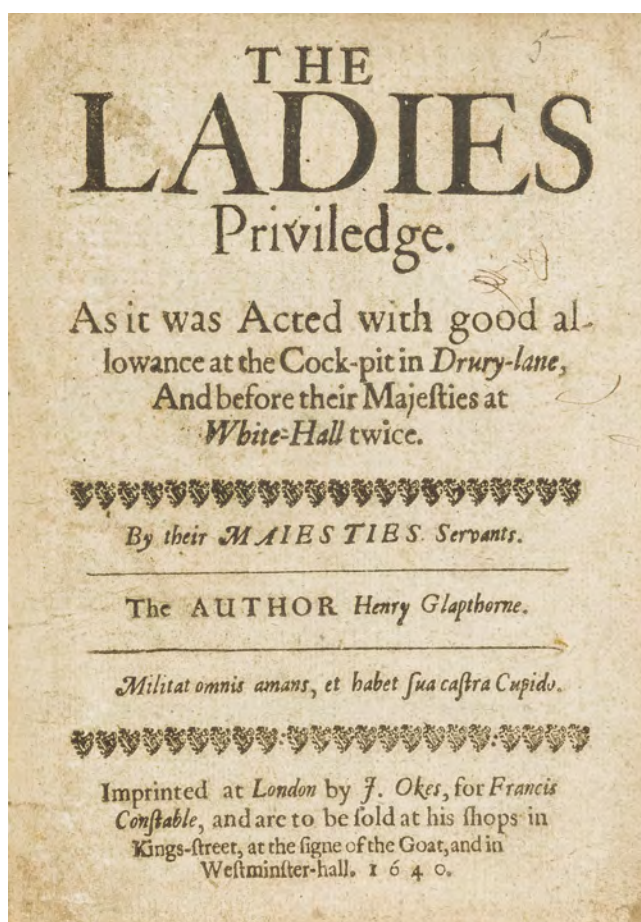 THE
LADIES
Priviledge.
As it was Acted with good al-
lowance at the Cock-pit in Drury-lane,
And before their Majeſties at
White-Hall twice.
By their MAIESTIES Servants.
The AUTHOR Henry Glapthorne.
Militat omnis amans, et habet ſua caſtra Cupido.
Imprinted at London by J. Okes, for Francis
Conſtable, and are to be ſold at his ſhops in
Kings-ſtreet, at the ſigne of the Goat, and in
Weſtminſter-hall. 1640.